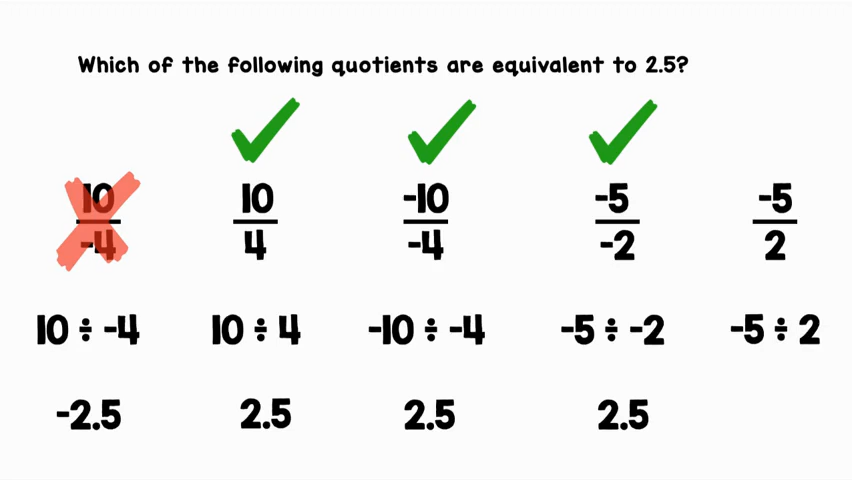 Which of the following quotients are equivalent to 2.5?
10 10 -10 -5 -5
-4 4 -4 -2 2
10 ÷ -4 10 ÷ 4 -10 ÷ -4 -5 ÷ -2 -5 ÷ 2
-2.5 2.5 2.5 2.5